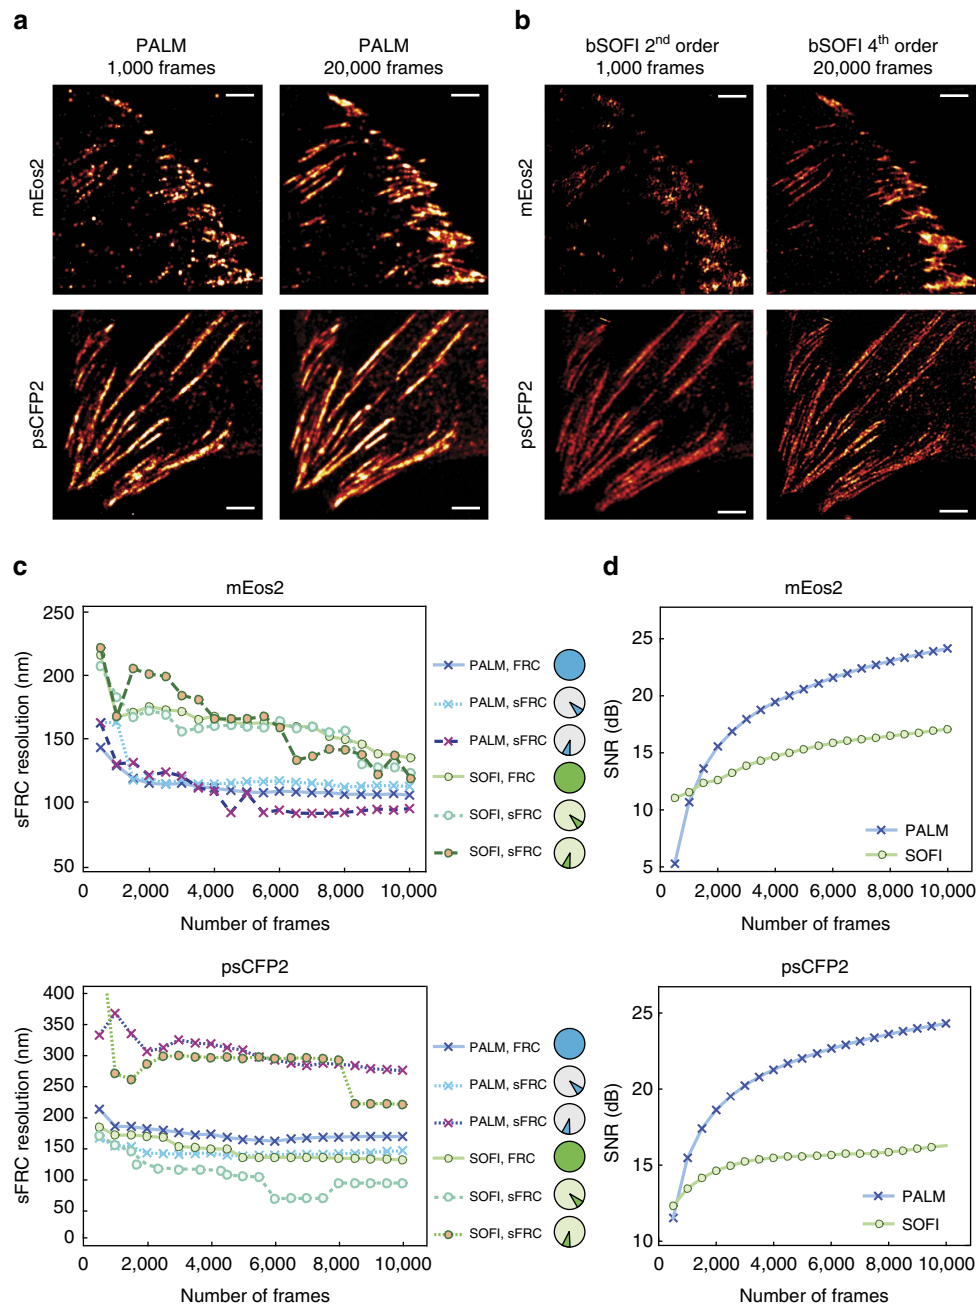 a
PALM
1,000 frames
PALM
20,000 frames
b
bSOFI 2nd order
1,000 frames
bSOFI 4th order
20,000 frames
mEos2
psCFP2
c
mEos2
sFRC resolution (nm)
250
200
150
100
50
0 2,000 4,000 6,000 8,000 10,000
Number of frames
PALM, FRC
PALM, sFRC
PALM, sFRC
SOFI, FRC
SOFI, sFRC
SOFI, sFRC
d
mEos2
SNR (dB)
25
20
15
10
5
PALM
SOFI
0 2,000 4,000 6,000 8,000 10,000
Number of frames
psCFP2
sFRC resolution (nm)
400
350
300
250
200
150
100
50
0
0 2,000 4,000 6,000 8,000 10,000
Number of frames
PALM, FRC
PALM, sFRC
PALM, sFRC
SOFI, FRC
SOFI, sFRC
SOFI, sFRC
psCFP2
SNR (dB)
25
20
15
10
PALM
SOFI
0 2,000 4,000 6,000 8,000 10,000
Number of frames